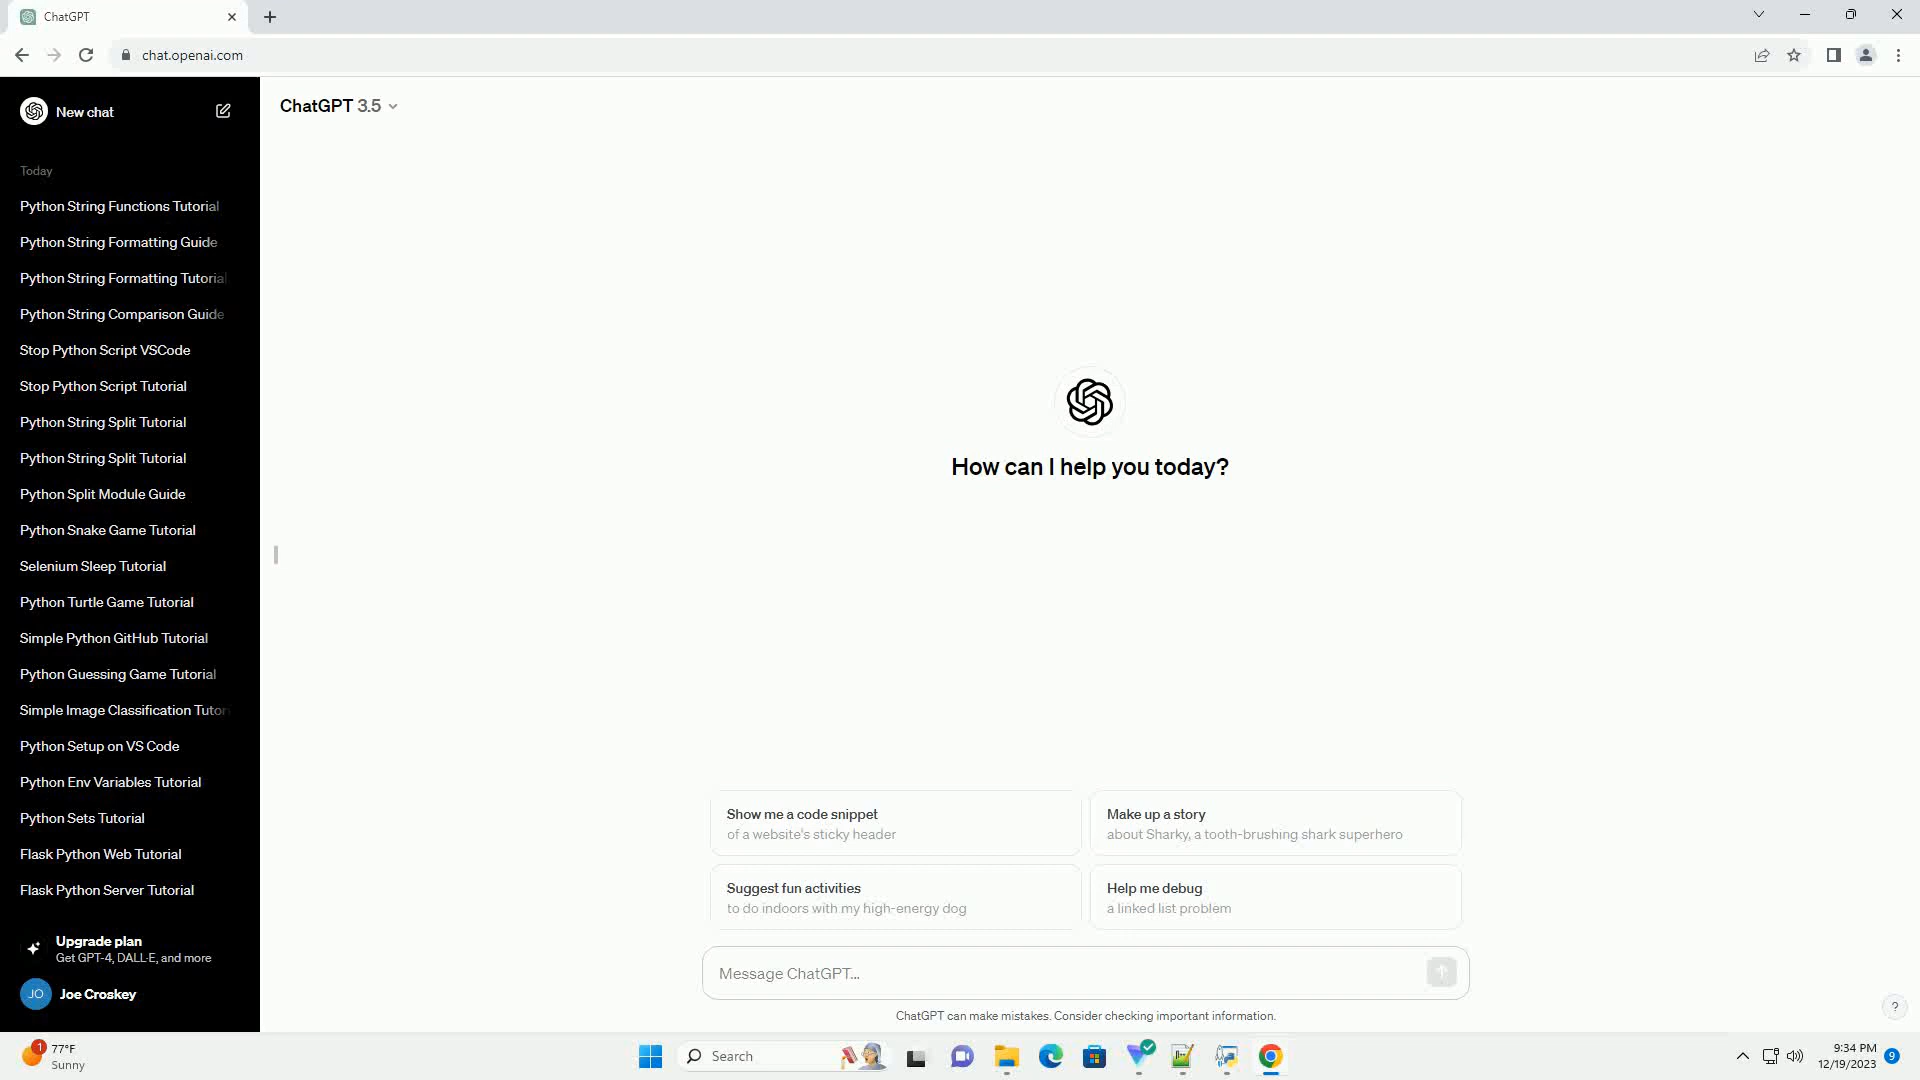 ChatGPT
chat.openai.com
New chat
ChatGPT 3.5
Today
Python String Functions Tutorial
Python String Formatting Guide
Python String Formatting Tutorial
Python String Comparison Guide
Stop Python Script VSCode
Stop Python Script Tutorial
Python String Split Tutorial
Python String Split Tutorial
Python Split Module Guide
Python Snake Game Tutorial
Selenium Sleep Tutorial
Python Turtle Game Tutorial
Simple Python GitHub Tutorial
Python Guessing Game Tutorial
Simple Image Classification Tutor
Python Setup on VS Code
Python Env Variables Tutorial
Python Sets Tutorial
Flask Python Web Tutorial
Flask Python Server Tutorial
Upgrade plan
Get GPT-4, DALL·E, and more
JO Joe Croskey
How can I help you today?
Show me a code snippet
of a website's sticky header
Make up a story
about Sharky, a tooth-brushing shark superhero
Suggest fun activities
to do indoors with my high-energy dog
Help me debug
a linked list problem
Message ChatGPT...
ChatGPT can make mistakes. Consider checking important information.
?
1
77°F
Sunny
Search
9:34 PM
12/19/2023
9